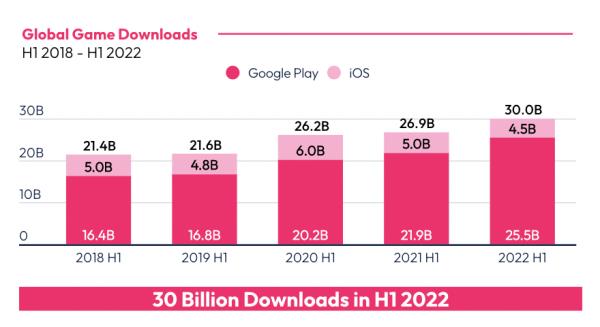 Global Game Downloads
H1 2018 - H1 2022
Google Play iOS
30B
20B
10B
0
21.4B
5.0B
16.4B
21.6B
4.8B
16.8B
26.2B
6.0B
20.2B
26.9B
5.0B
21.9B
30.0B
4.5B
25.5B
2018 H1 2019 H1 2020 H1 2021 H1 2022 H1
30 Billion Downloads in H1 2022